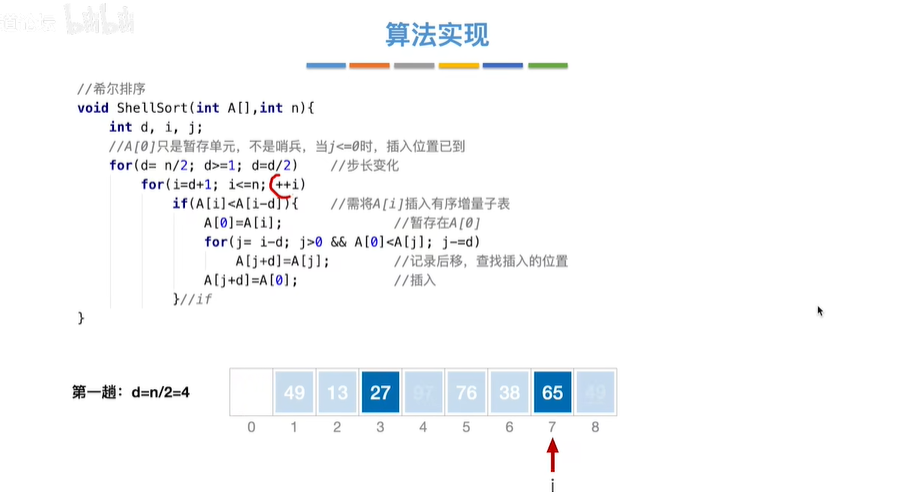 bilibili
算法实现
//希尔排序
void ShellSort(int A[],int n){
int d, i, j;
//A[0]只是暂存单元，不是哨兵，当j<=0时，插入位置已到
for(d= n/2; d>=1; d=d/2) //步长变化
for(i=d+1; i<=n; ++i)
if(A[i]<A[i-d]){ //需将A[i]插入有序增量子表
A[0]=A[i]; //暂存在A[0]
for(j= i-d; j>0 && A[0]<A[j]; j-=d)
A[j+d]=A[j]; //记录后移，查找插入的位置
A[j+d]=A[0]; //插入
}//if
}
第一趟：d=n/2=4
49 13 27 97 76 38 65 49
0 1 2 3 4 5 6 7 8
i